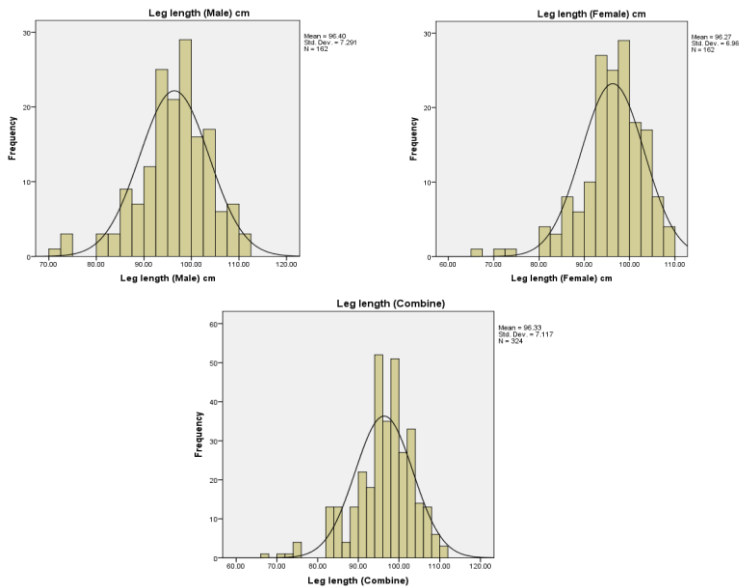 Leg length (Male) cm
Mean = 96.40
Std. Dev. = 7.291
N = 162
Frequency
30
20
10
0
70.00 80.00 90.00 100.00 110.00 120.00
Leg length (Male) cm
Leg length (Female) cm
Mean = 96.27
Std. Dev. = 6.96
N = 162
Frequency
30
20
10
0
60.00 70.00 80.00 90.00 100.00 110.00
Leg length (Female) cm
Leg length (Combine)
Mean = 96.33
Std. Dev. = 7.117
N = 324
Frequency
60
50
40
30
20
10
0
60.00 70.00 80.00 90.00 100.00 110.00 120.00
Leg length (Combine)